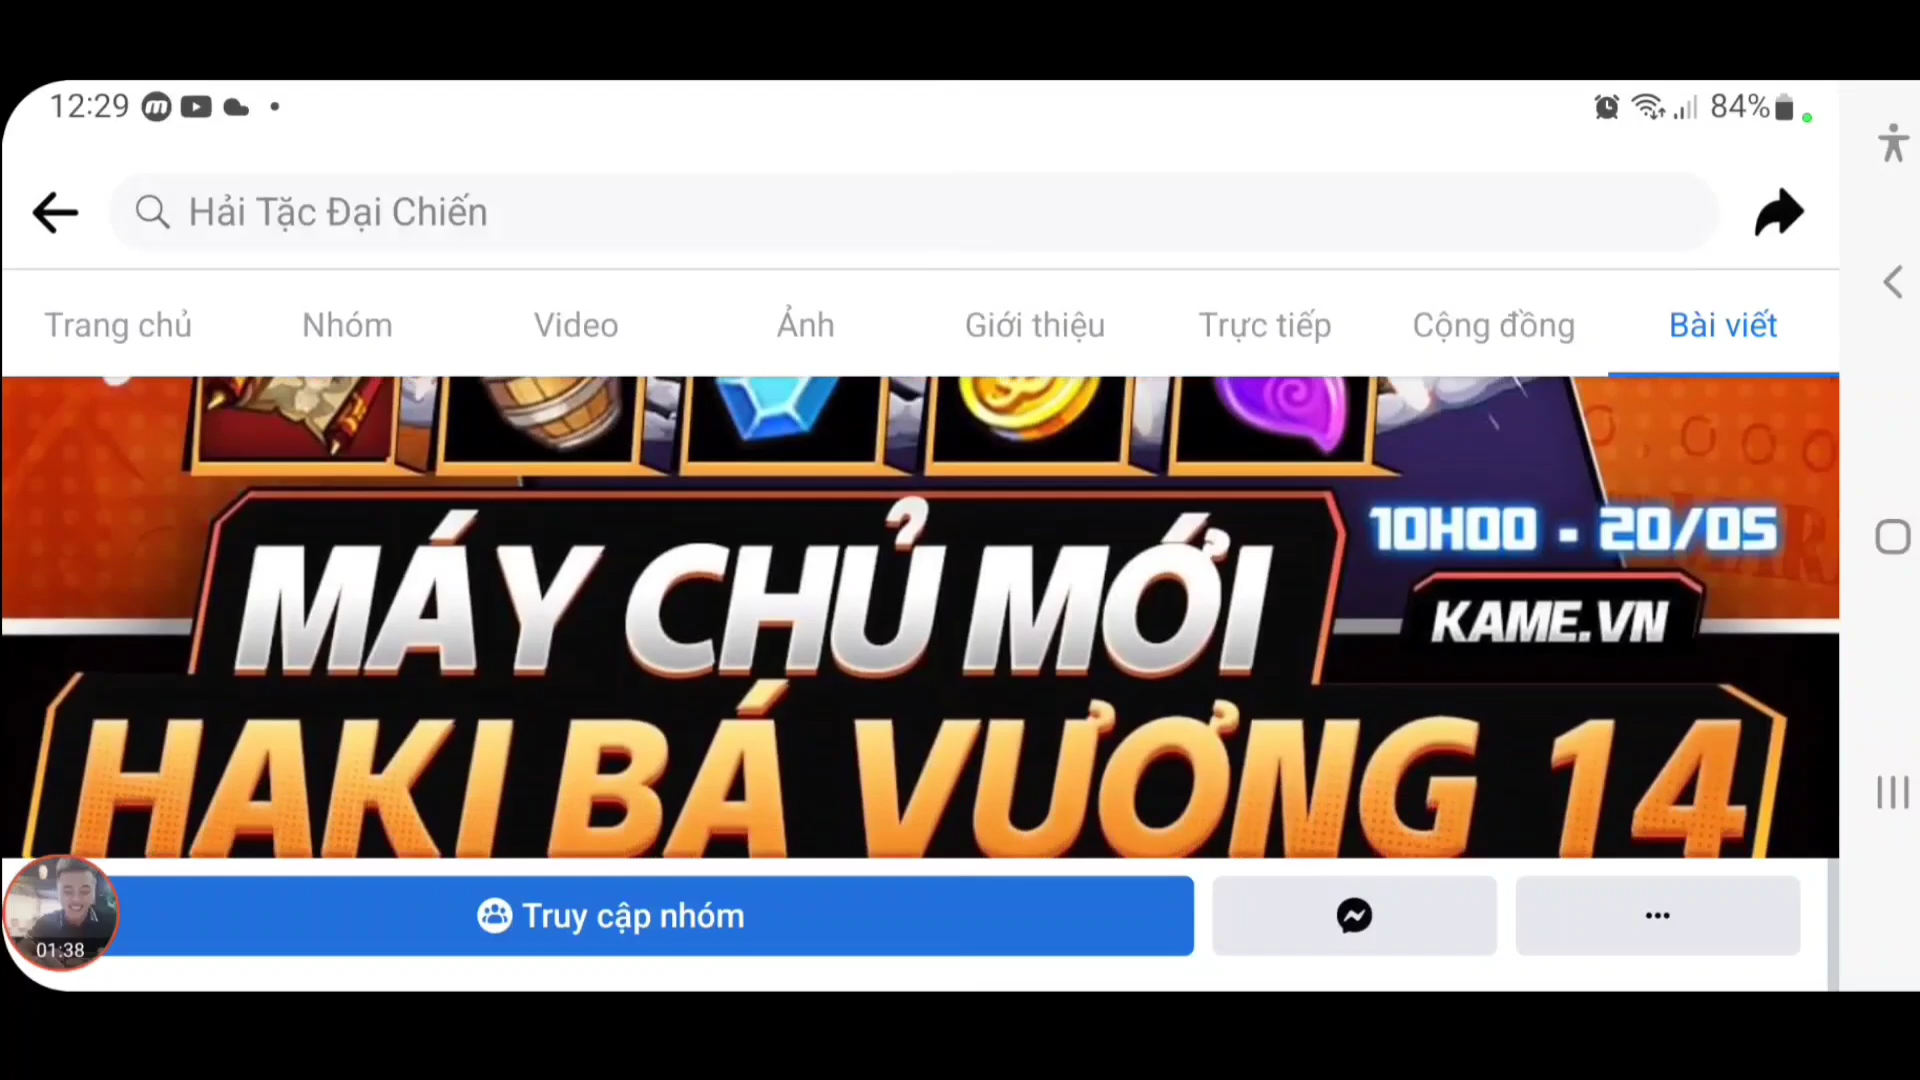 12:29
84%
Hải Tặc Đại Chiến
Trang chủ Nhóm Video Ảnh Giới thiệu Trực tiếp Cộng đồng Bài viết
10H00 - 20/05
MÁY CHỦ MỚI
KAME.VN
HAKI BÁ VƯƠNG 14
Truy cập nhóm
01:38